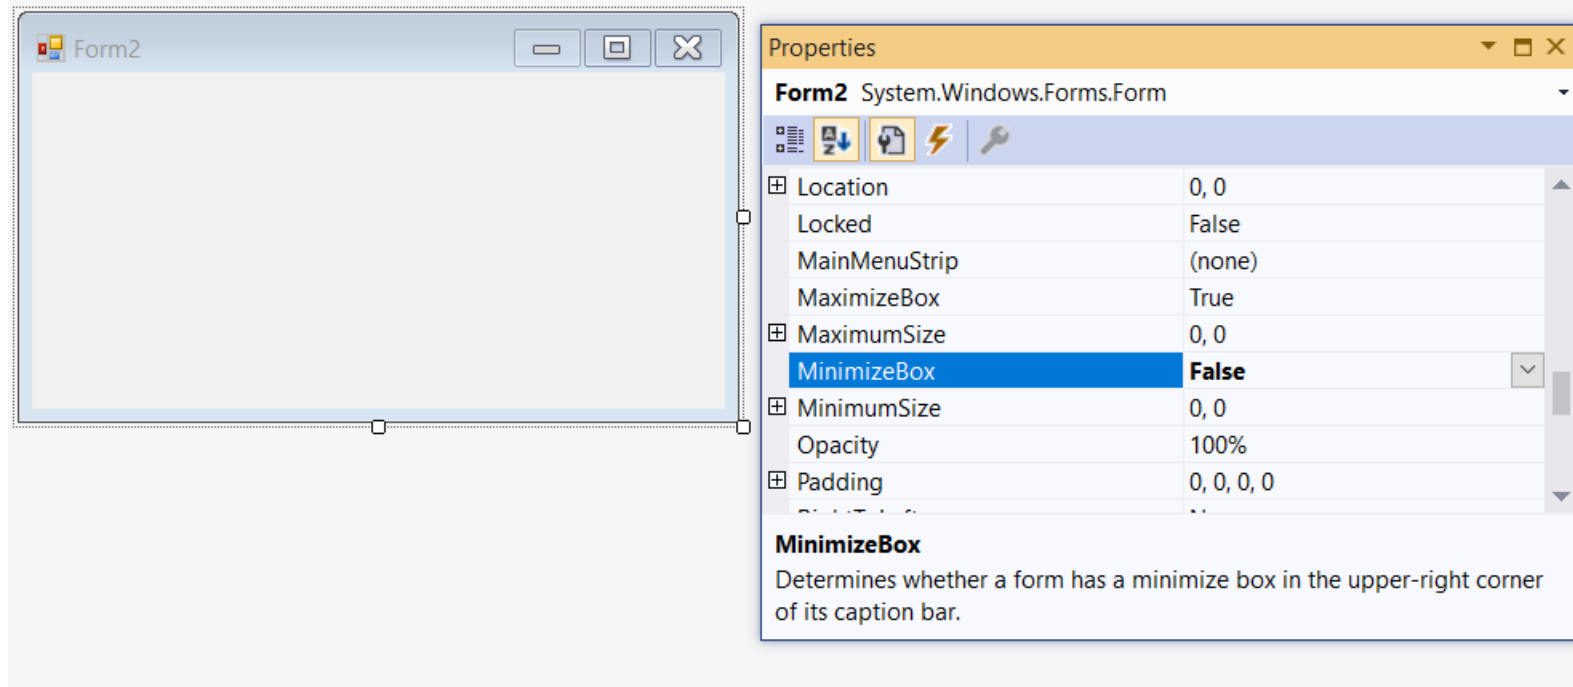 Form2
Properties
Form2 System.Windows.Forms.Form
Location 0, 0
Locked False
MainMenuStrip (none)
MaximizeBox True
MaximumSize 0, 0
MinimizeBox False
MinimumSize 0, 0
Opacity 100%
Padding 0, 0, 0, 0
MinimizeBox
Determines whether a form has a minimize box in the upper-right corner
of its caption bar.